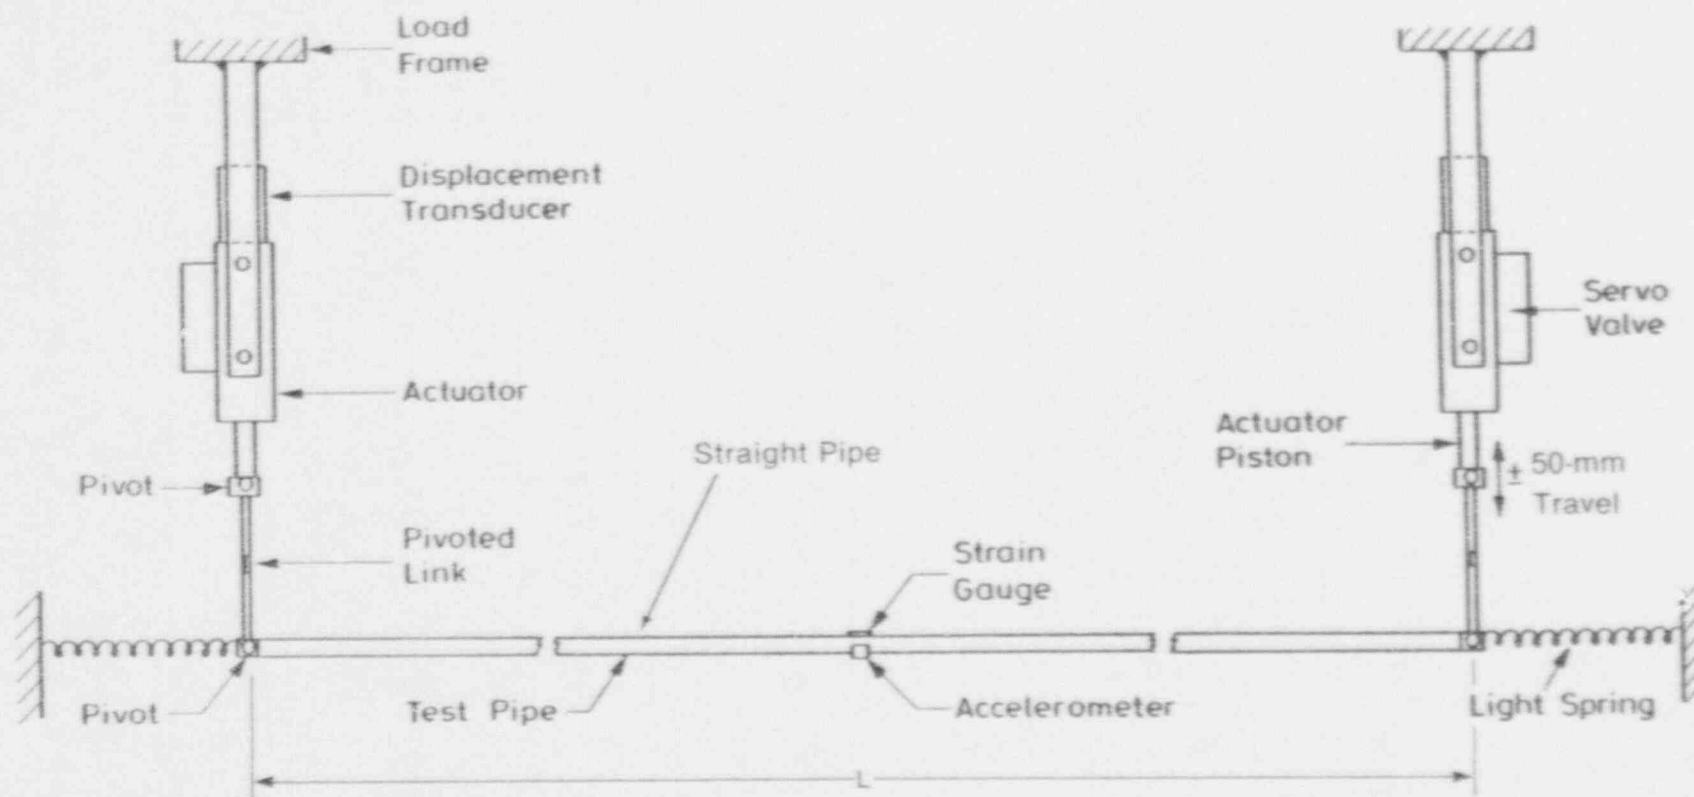 Load
Frame
Displacement
Transducer
Servo
Valve
Actuator
Actuator
Piston
Straight Pipe
± 50-mm
Travel
Pivot
Pivoted
Link
Strain
Gauge
Pivot
Test Pipe
Accelerometer
Light Spring
L